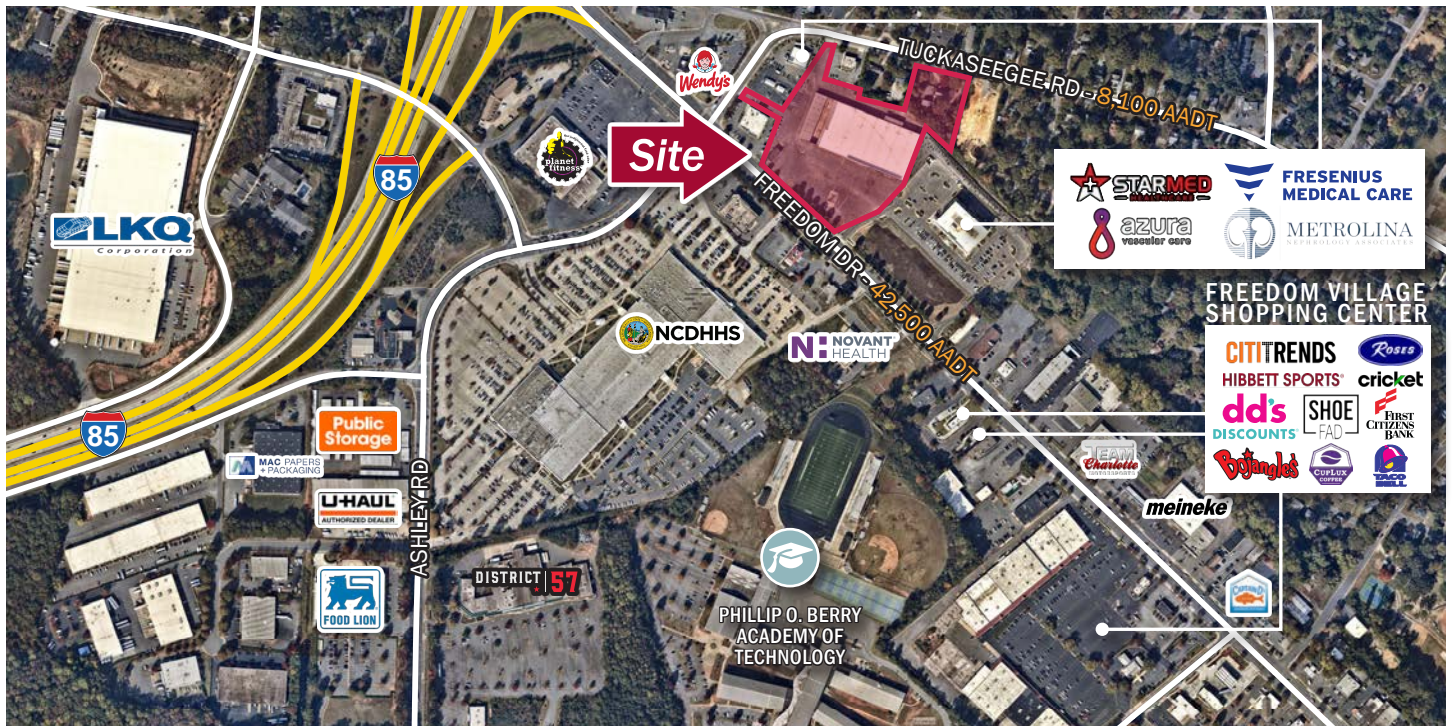 Wendy's
TUCKASEEGEE RD - 8,100 AADT
Site
planet
fitness
85
LKQ
Corporation
STARMED
HEALTHCARE
FRESENIUS
MEDICAL CARE
azura
vascular care
METROLINA
NEPHROLOGY ASSOCIATES
FREEDOM DR - 42,500 AADT
NCDHHS
NOVANT
HEALTH
FREEDOM VILLAGE
SHOPPING CENTER
CITITRENDS
ROSES
HIBBETT SPORTS®
cricket
dd's
DISCOUNTS®
SHOE
FAD
FIRST
CITIZENS
BANK
Bojangles'
CUPLUX
COFFEE
TACO
BELL
85
Public
Storage
MAC PAPERS
+ PACKAGING
U-HAUL
AUTHORIZED DEALER
ASHLEY RD
TEAM
Charlotte
MOTORSPORTS
meineke
FOOD LION
DISTRICT 57
CAPTAIN D'S
PHILLIP O. BERRY
ACADEMY OF
TECHNOLOGY